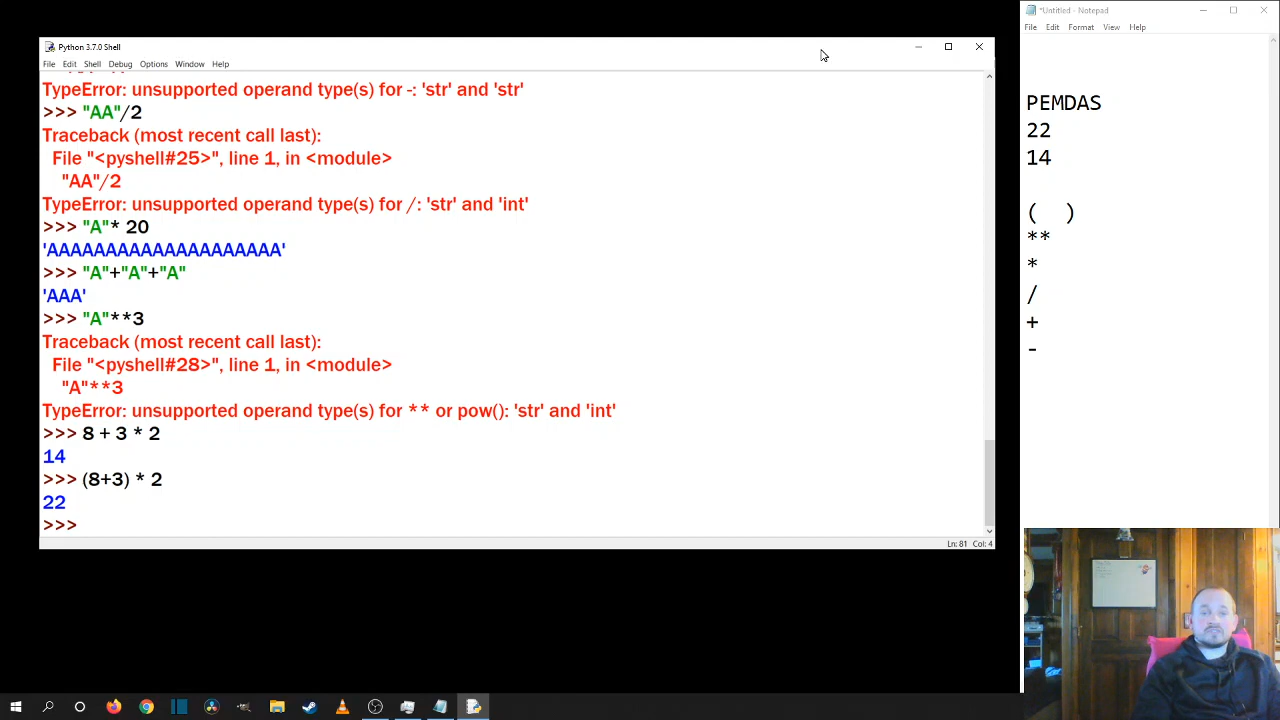 Python 3.7.0 Shell
File Edit Shell Debug Options Window Help
TypeError: unsupported operand type(s) for -: 'str' and 'str'
>>> "AA"/2
Traceback (most recent call last):
  File "<pyshell#25>", line 1, in <module>
    "AA"/2
TypeError: unsupported operand type(s) for /: 'str' and 'int'
>>> "A"* 20
'AAAAAAAAAAAAAAAAAAAA'
>>> "A"+"A"+"A"
'AAA'
>>> "A"**3
Traceback (most recent call last):
  File "<pyshell#28>", line 1, in <module>
    "A"**3
TypeError: unsupported operand type(s) for ** or pow(): 'str' and 'int'
>>> 8 + 3 * 2
14
>>> (8+3) * 2
22
>>>
Ln: 81 Col: 4
*Untitled - Notepad
File Edit Format View Help
PEMDAS
22
14
( )
**
*
/
+
-